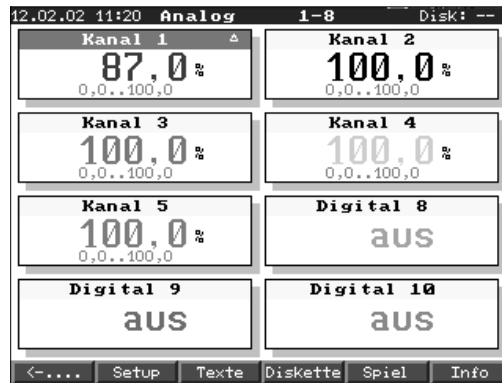 12.02.02 11:20 Analog 1-8 Disk: --
Kanal 1
87,0 %
0,0..100,0
Kanal 2
100,0 %
0,0..100,0
Kanal 3
100,0 %
0,0..100,0
Kanal 4
100,0 %
0,0..100,0
Kanal 5
100,0 %
0,0..100,0
Digital 8
aus
Digital 9
aus
Digital 10
aus
<-.... Setup Texte Diskette Spiel Info